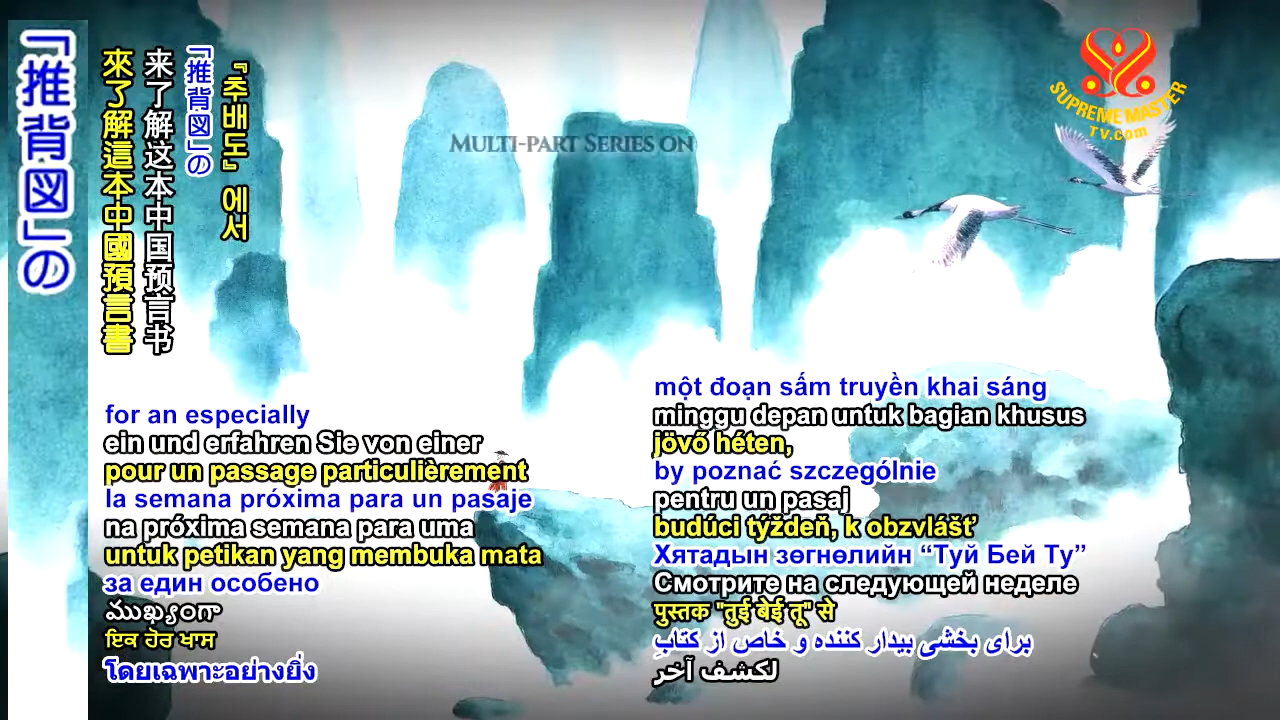 「推背図」の
來了解這本中國預言書
来了解这本中国预言书
「推背図」の
『추배도』에서
MULTI-PART SERIES ON
SUPREME MASTER
TV.com
for an especially
ein und erfahren Sie von einer
pour un passage particulièrement
la semana próxima para un pasaje
na próxima semana para uma
untuk petikan yang membuka mata
за един особено
ముఖ్యంగా
ਇਕ ਹੋਰ ਖਾਸ
โดยเฉพาะอย่างยิ่ง
một đoạn sấm truyền khai sáng
minggu depan untuk bagian khusus
jövő héten,
by poznać szczególnie
pentru un pasaj
budúci týždeň, k obzvlášť
Хятадын зөгнөлийн “Туй Бей Ту”
Смотрите на следующей неделе
पुस्तक "तुई बेई तू" से
برای بخشی بیدار کننده و خاص از کتابِ
لكشف آخر